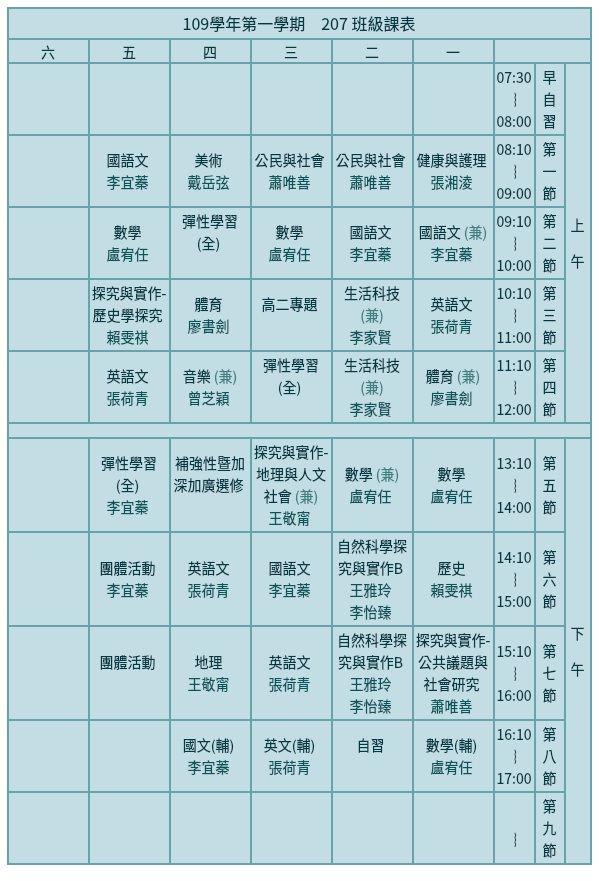 109學年第一學期 207 班級課表
六 五 四 三 二 一
07:30
｜
08:00
早
自
習
上
午
國語文
李宜蓁
美術
戴岳弦
公民與社會
蕭唯善
公民與社會
蕭唯善
健康與護理
張湘淩
08:10
｜
09:00
第
一
節
數學
盧宥任
彈性學習
(全)
數學
盧宥任
國語文
李宜蓁
國語文 (兼)
李宜蓁
09:10
｜
10:00
第
二
節
探究與實作-
歷史學探究
賴雯祺
體育
廖書劍
高二專題
生活科技
(兼)
李家賢
英語文
張荷青
10:10
｜
11:00
第
三
節
英語文
張荷青
音樂 (兼)
曾芝穎
彈性學習
(全)
生活科技
(兼)
李家賢
體育 (兼)
廖書劍
11:10
｜
12:00
第
四
節
彈性學習
(全)
李宜蓁
補強性暨加
深加廣選修
探究與實作-
地理與人文
社會 (兼)
王敬甯
數學 (兼)
盧宥任
數學
盧宥任
13:10
｜
14:00
第
五
節
下
午
團體活動
李宜蓁
英語文
張荷青
國語文
李宜蓁
自然科學探
究與實作B
王雅玲
李怡臻
歷史
賴雯祺
14:10
｜
15:00
第
六
節
團體活動
地理
王敬甯
英語文
張荷青
自然科學探
究與實作B
王雅玲
李怡臻
探究與實作-
公共議題與
社會研究
蕭唯善
15:10
｜
16:00
第
七
節
國文(輔)
李宜蓁
英文(輔)
張荷青
自習
數學(輔)
盧宥任
16:10
｜
17:00
第
八
節
｜
第
九
節